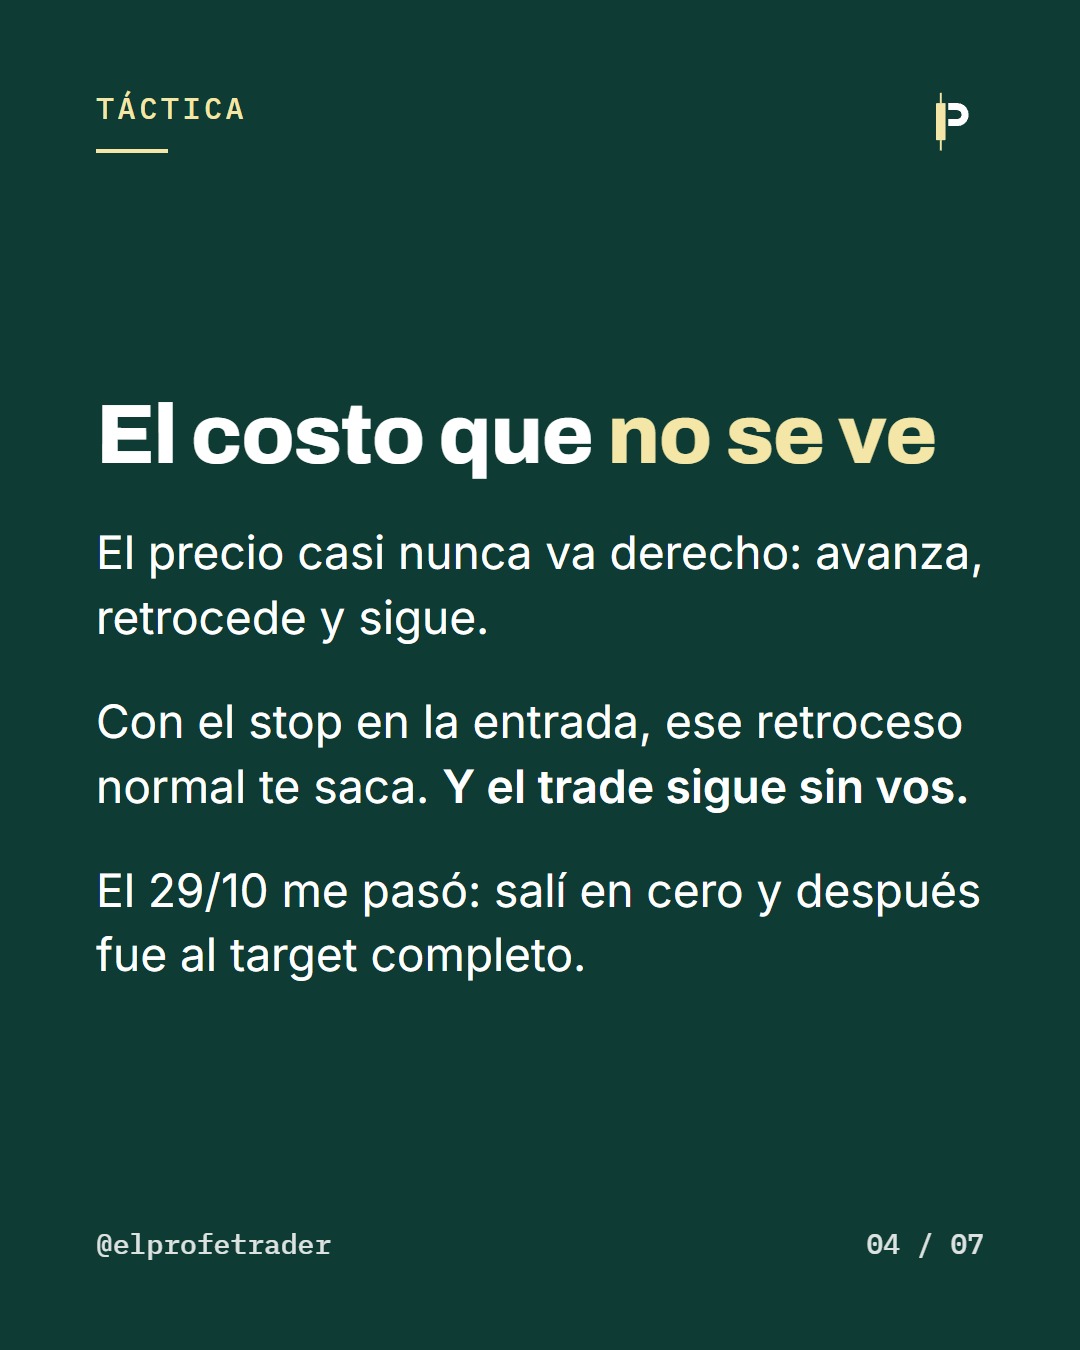 TÁCTICA
El costo que no se ve
El precio casi nunca va derecho: avanza,
retrocede y sigue.
Con el stop en la entrada, ese retroceso
normal te saca. Y el trade sigue sin vos.
El 29/10 me pasó: salí en cero y después
fue al target completo.
@elprofetrader
04 / 07